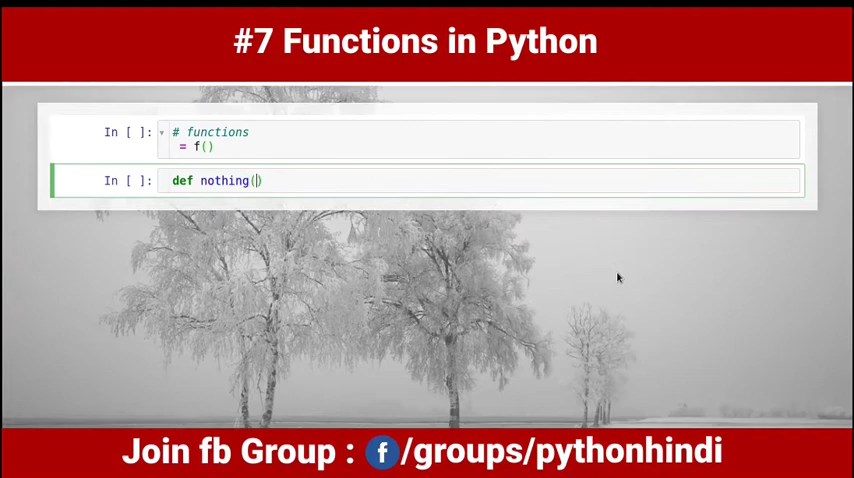 #7 Functions in Python
In [ ]: # functions
= f()
In [ ]: def nothing()
Join fb Group : f/groups/pythonhindi